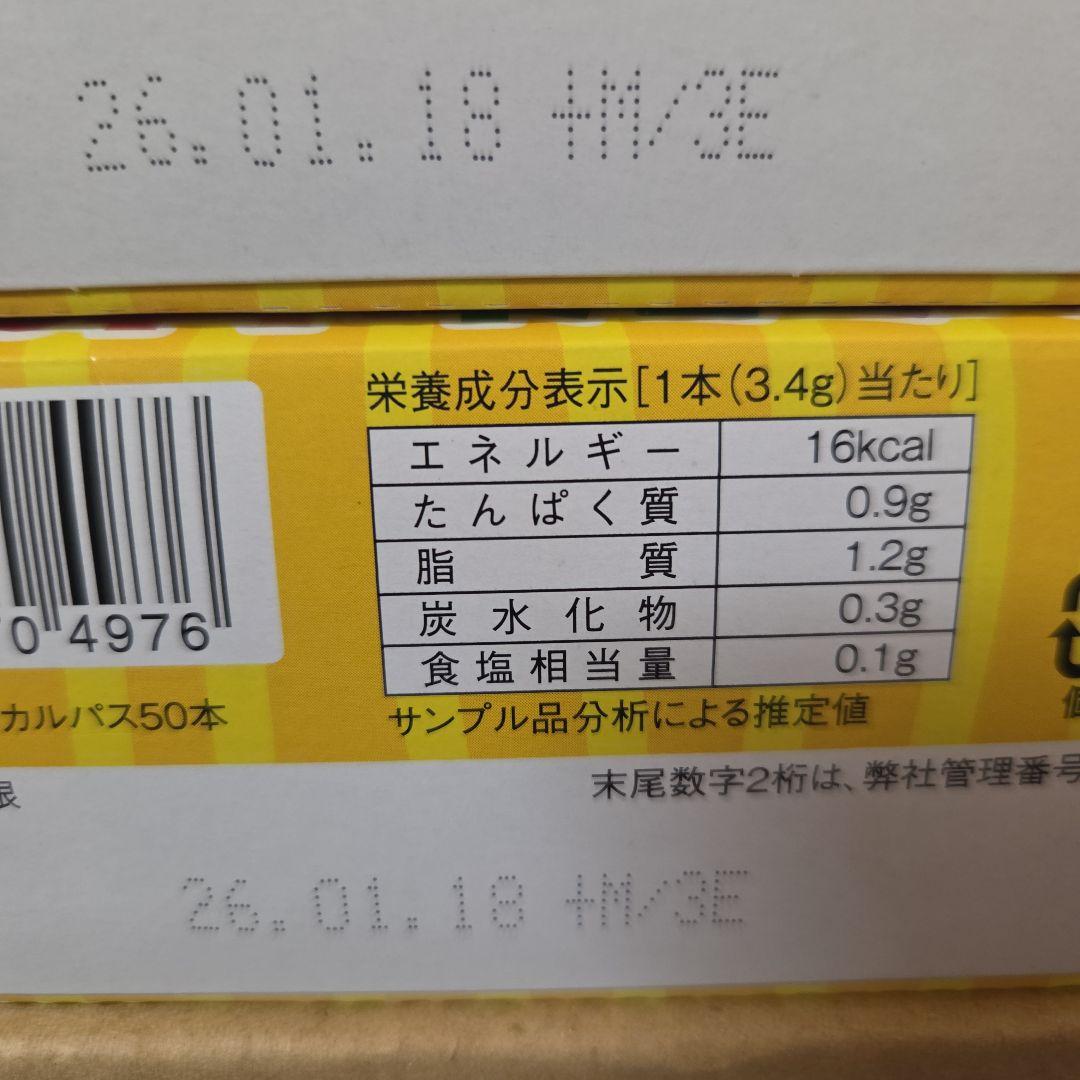 26.01.18 +M/3E
栄養成分表示[1本(3.4g)当たり]
エネルギー 16kcal
たんぱく質 0.9g
脂質 1.2g
炭水化物 0.3g
食塩相当量 0.1g
サンプル品分析による推定値
0 4976
カルパス50本
限
末尾数字2桁は、弊社管理番号
26.01.18 +M/3E